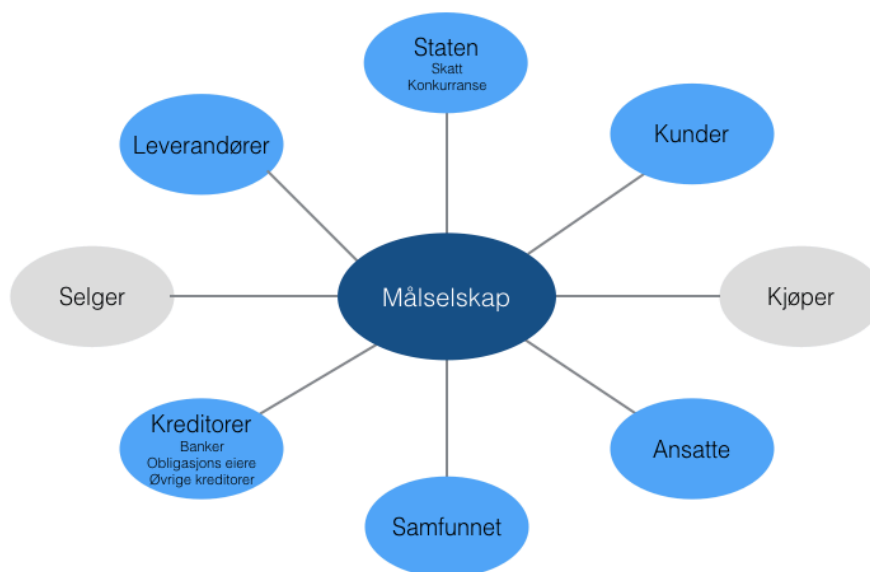 Staten
Skatt
Konkurranse
Leverandører
Kunder
Selger
Målselskap
Kjøper
Kreditorer
Banker
Obligasjons eiere
Øvrige kreditorer
Ansatte
Samfunnet